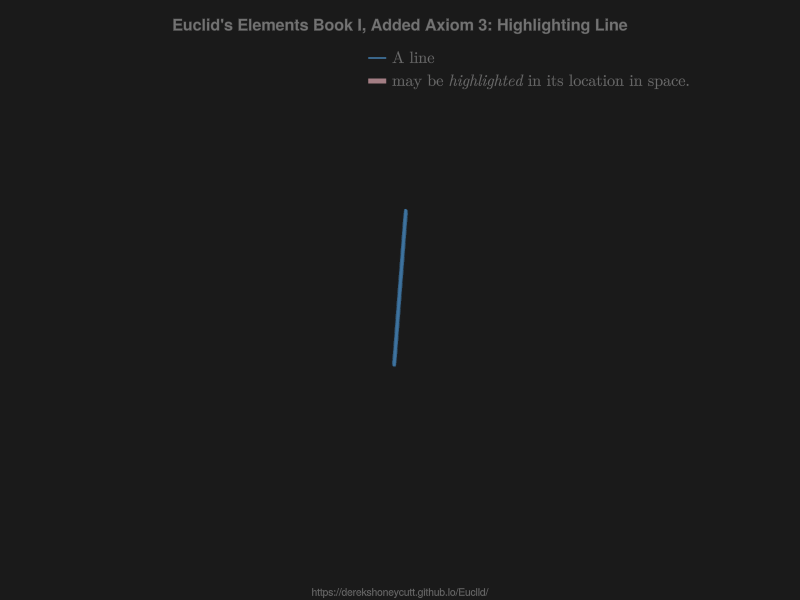 Euclid's Elements Book I, Added Axiom 3: Highlighting Line
A line
may be highlighted in its location in space.
https://derekshoneycutt.github.io/Euclid/